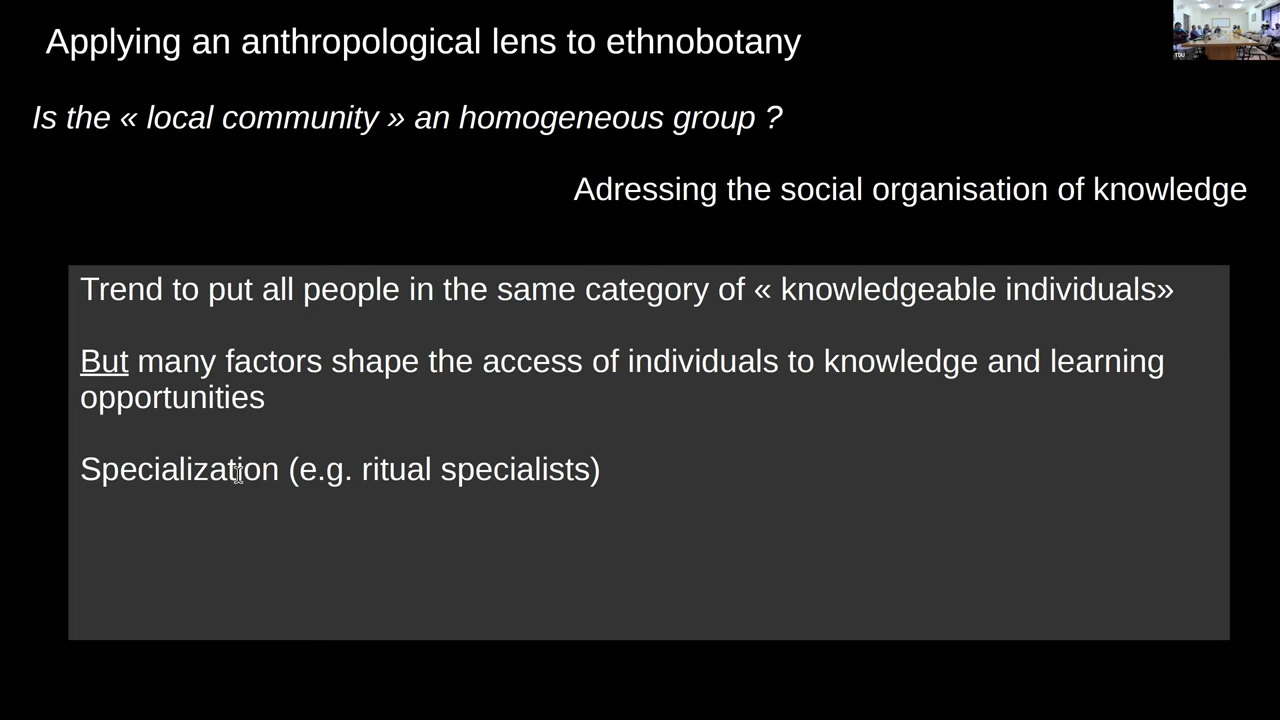 Applying an anthropological lens to ethnobotany
Is the « local community » an homogeneous group ?
Adressing the social organisation of knowledge
Trend to put all people in the same category of « knowledgeable individuals»
But many factors shape the access of individuals to knowledge and learning
opportunities
Specialization (e.g. ritual specialists)
TDU